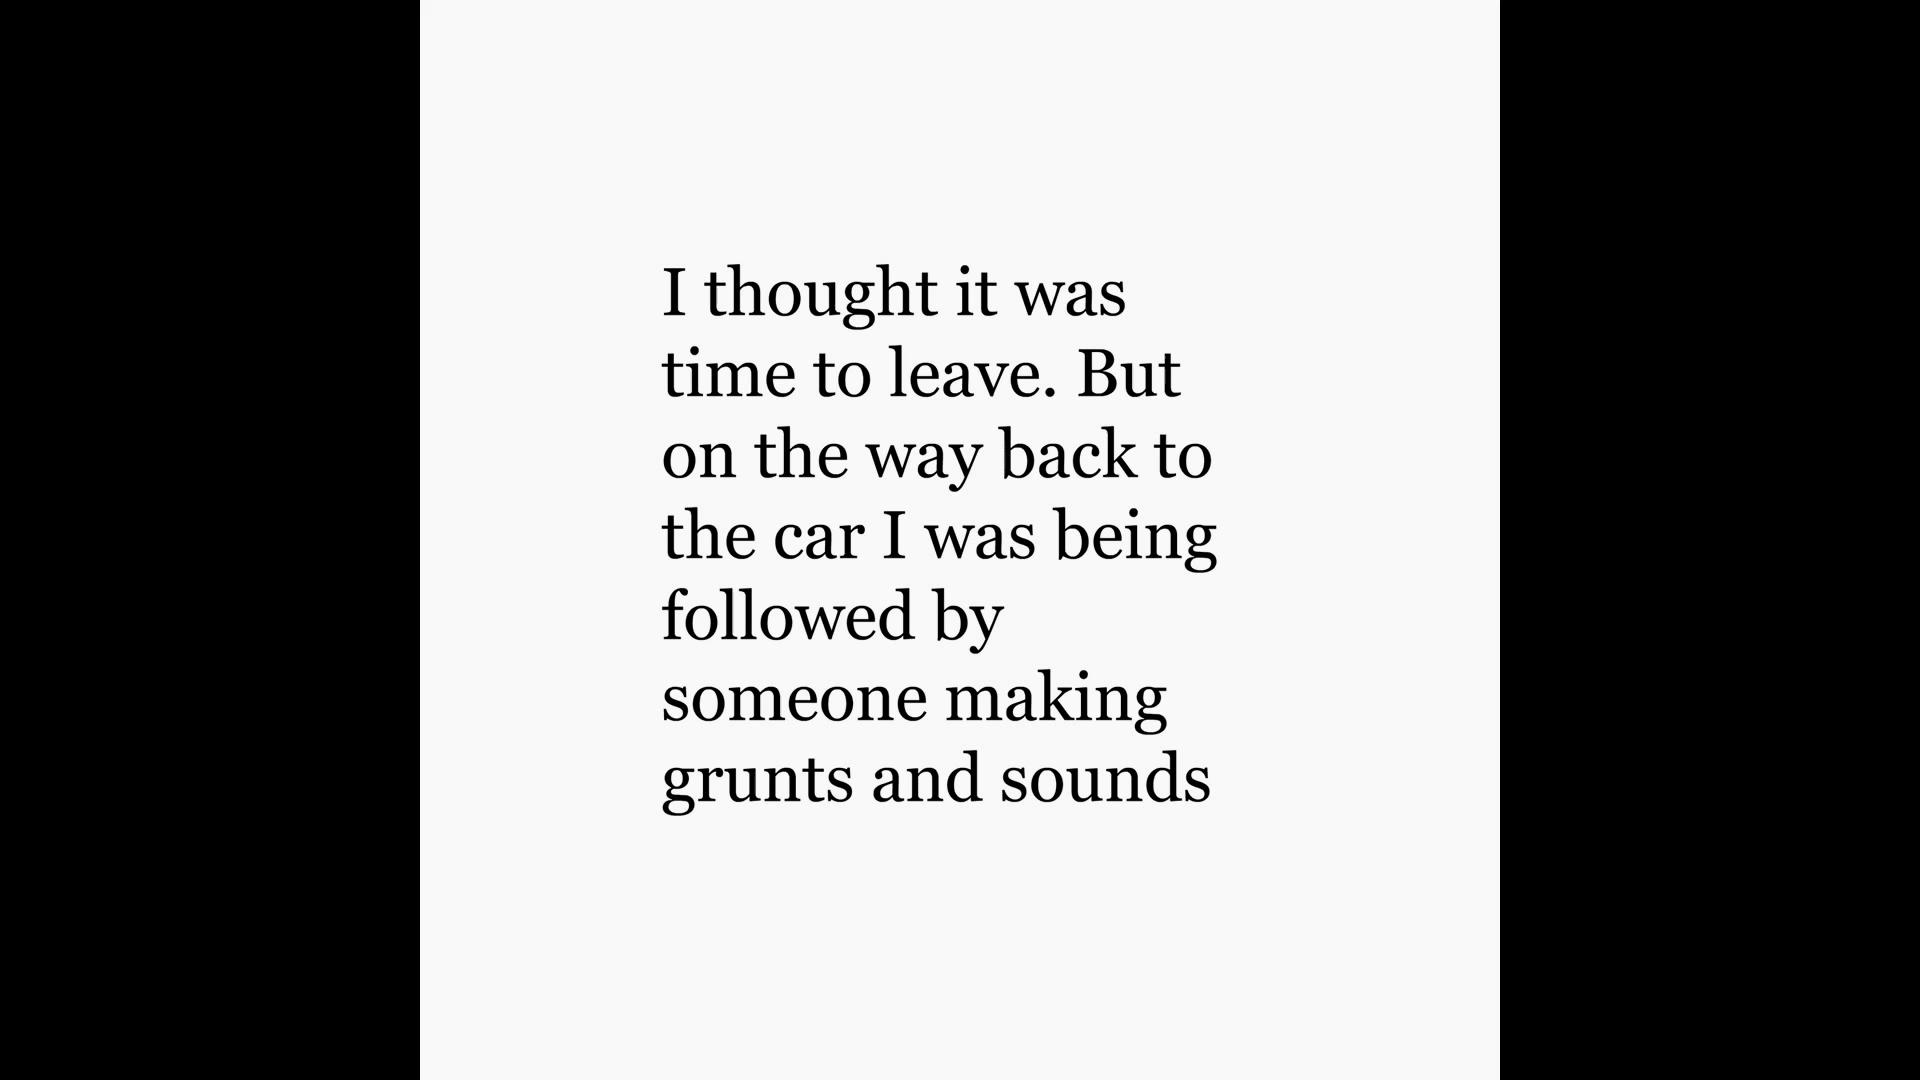 I thought it was
time to leave. But
on the way back to
the car I was being
followed by
someone making
grunts and sounds